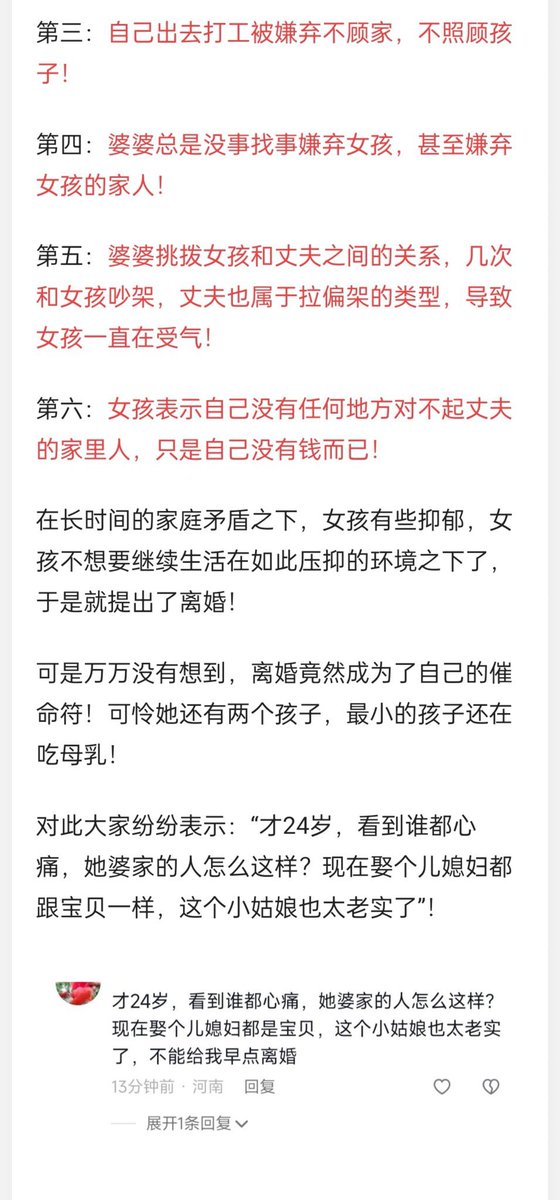 第三：自己出去打工被嫌弃不顾家，不照顾孩
子！
第四：婆婆总是没事找事嫌弃女孩，甚至嫌弃
女孩的家人！
第五：婆婆挑拨女孩和丈夫之间的关系，几次
和女孩吵架，丈夫也属于拉偏架的类型，导致
女孩一直在受气！
第六：女孩表示自己没有任何地方对不起丈夫
的家里人，只是自己没有钱而已！
在长时间的家庭矛盾之下，女孩有些抑郁，女
孩不想要继续生活在如此压抑的环境之下了，
于是就提出了离婚！
可是万万没有想到，离婚竟然成为了自己的催
命符！可怜她还有两个孩子，最小的孩子还在
吃母乳！
对此大家纷纷表示：“才24岁，看到谁都心
痛，她婆家的人怎么这样？现在娶个儿媳妇都
跟宝贝一样，这个小姑娘也太老实了”！
才24岁，看到谁都心痛，她婆家的人怎么这样？
现在娶个儿媳妇都是宝贝，这个小姑娘也太老实
了，不能给我早点离婚
13分钟前 · 河南 回复
展开1条回复